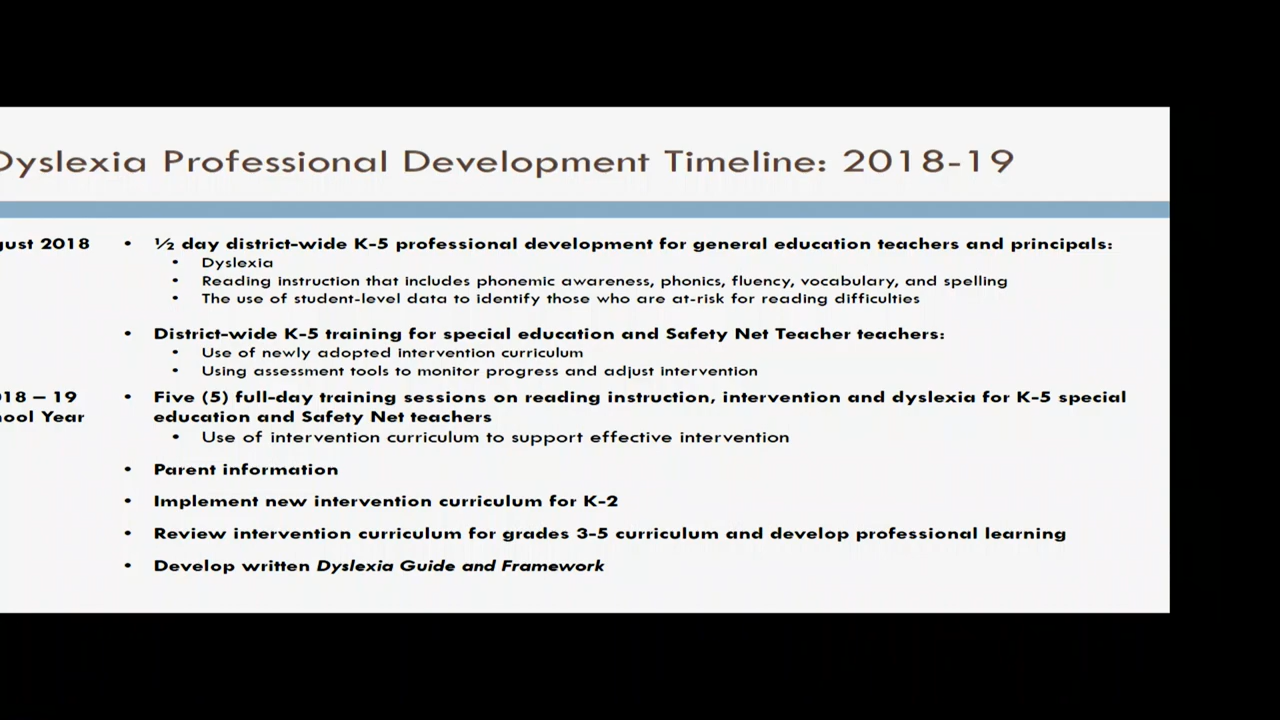 Dyslexia Professional Development Timeline: 2018-19
gust 2018
• ½ day district-wide K-5 professional development for general education teachers and principals:
• Dyslexia
• Reading instruction that includes phonemic awareness, phonics, fluency, vocabulary, and spelling
• The use of student-level data to identify those who are at-risk for reading difficulties
• District-wide K-5 training for special education and Safety Net Teacher teachers:
• Use of newly adopted intervention curriculum
• Using assessment tools to monitor progress and adjust intervention
18 – 19
ool Year
• Five (5) full-day training sessions on reading instruction, intervention and dyslexia for K-5 special
education and Safety Net teachers
• Use of intervention curriculum to support effective intervention
• Parent information
• Implement new intervention curriculum for K-2
• Review intervention curriculum for grades 3-5 curriculum and develop professional learning
• Develop written Dyslexia Guide and Framework